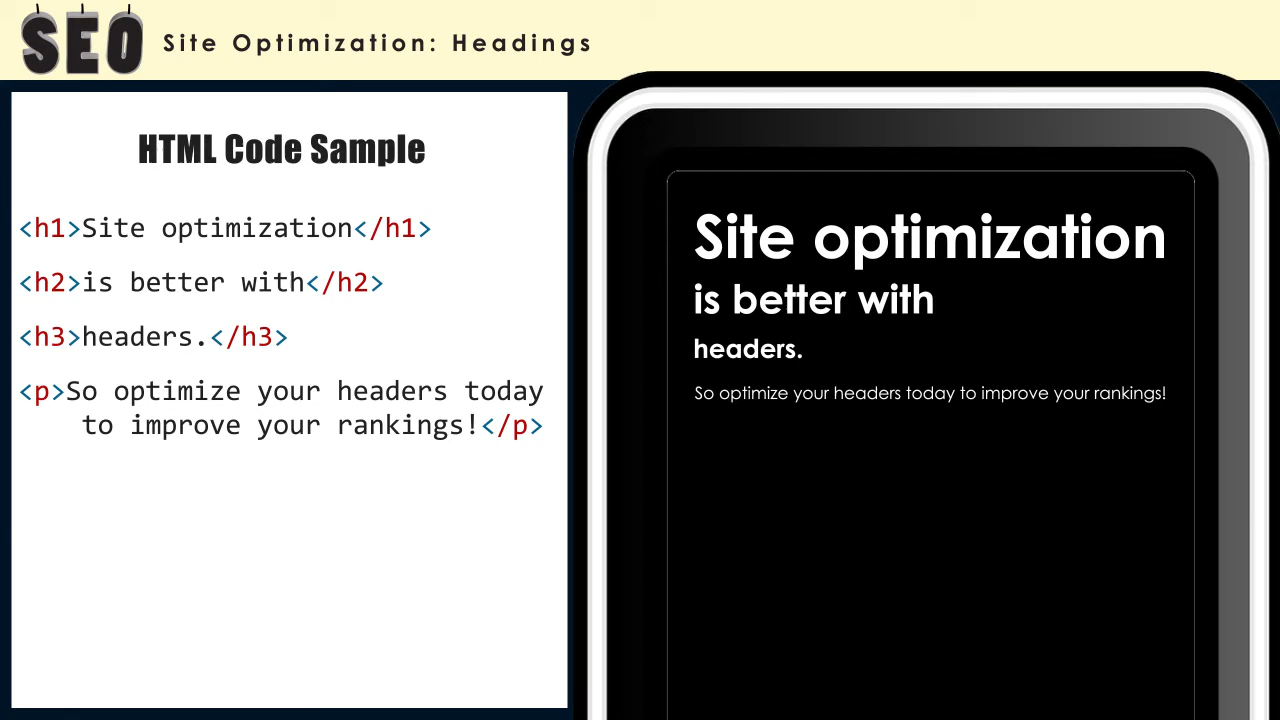 SEO Site Optimization: Headings
HTML Code Sample
<h1>Site optimization</h1>
<h2>is better with</h2>
<h3>headers.</h3>
<p>So optimize your headers today
to improve your rankings!</p>
Site optimization
is better with
headers.
So optimize your headers today to improve your rankings!